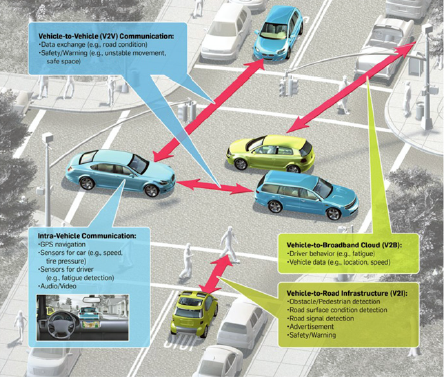 Vehicle-to-Vehicle (V2V) Communication:
•Data exchange (e.g., road condition)
•Safety/Warning (e.g., unstable movement,
safe space)
Intra-Vehicle Communication:
•GPS navigation
•Sensors for car (e.g., speed,
tire pressure)
•Sensors for driver
(e.g., fatigue detection)
•Audio/Video
Vehicle-to-Broadband Cloud (V2B):
•Driver behavior (e.g., fatigue)
•Vehicle data (e.g., location, speed)
Vehicle-to-Road Infrastructure (V2I):
•Obstacle/Pedestrian detection
•Road surface condition detection
•Road signal detection
•Advertisement
•Safety/Warning